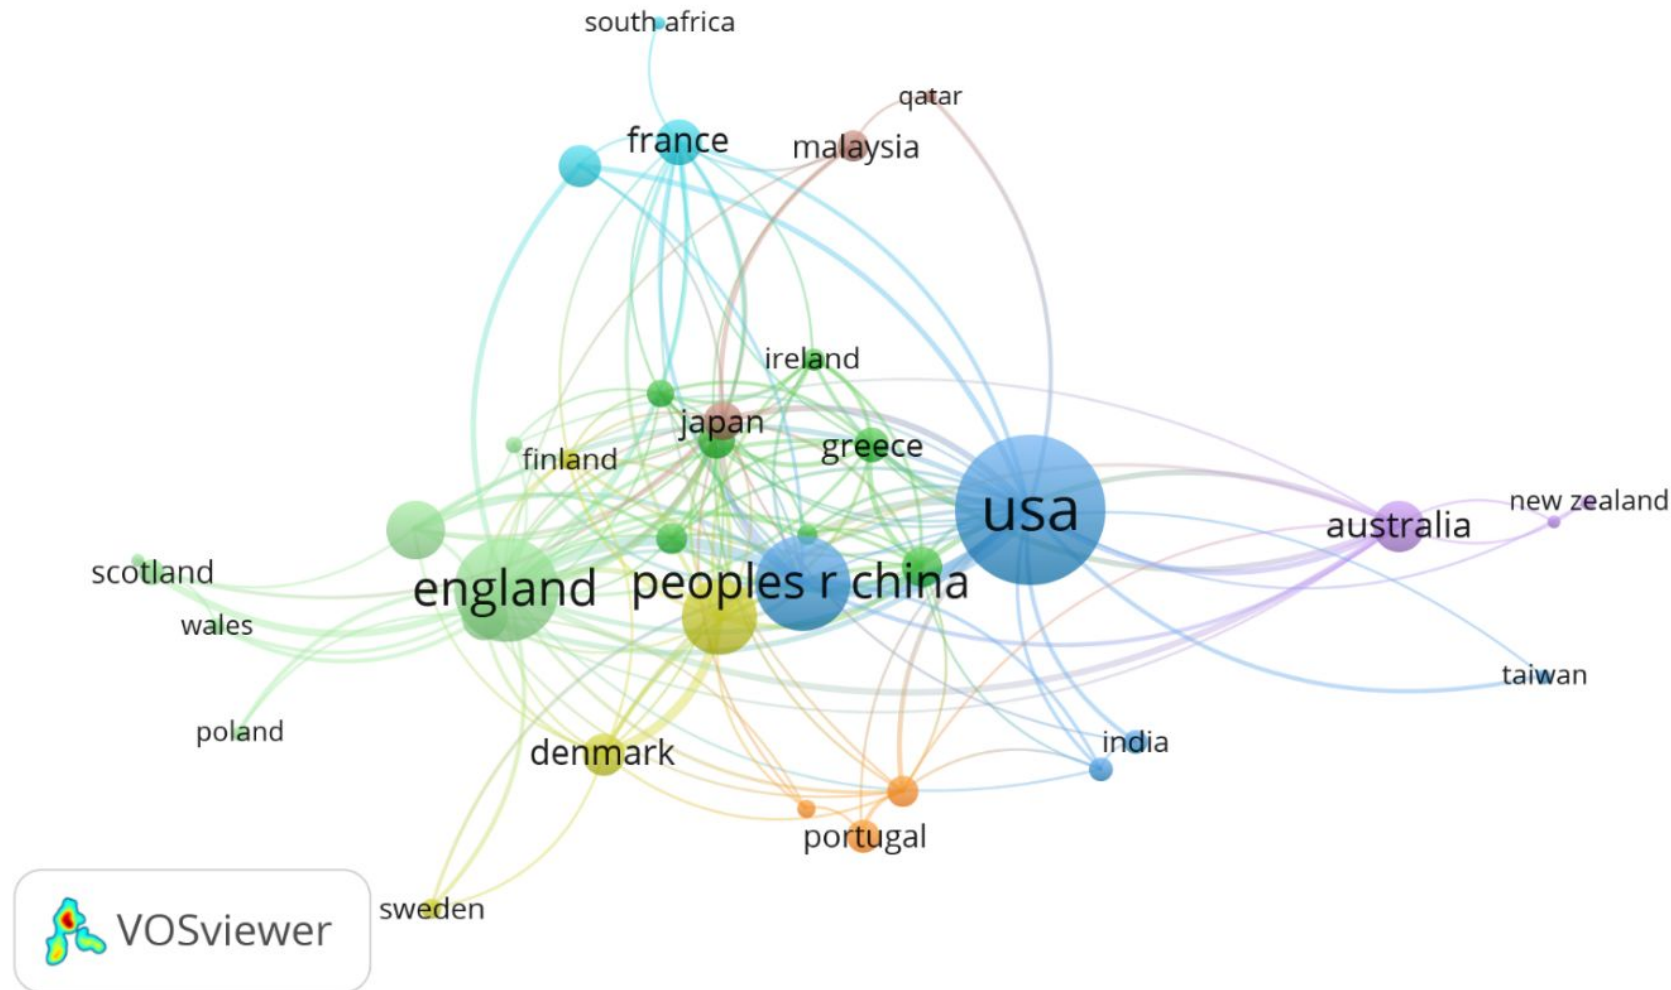 south africa
qatar
france
malaysia
ireland
japan
greece
finland
usa
new zealand
australia
scotland
england
peoples r china
wales
taiwan
poland
india
denmark
portugal
sweden
VOSviewer